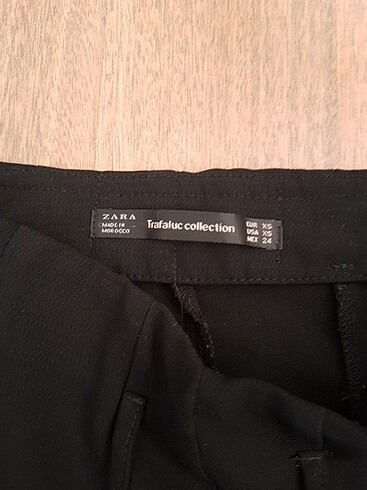 ZARA
MADE IN
MOROCCO
Trafaluc collection
EUR XS
USA XS
MEX 24